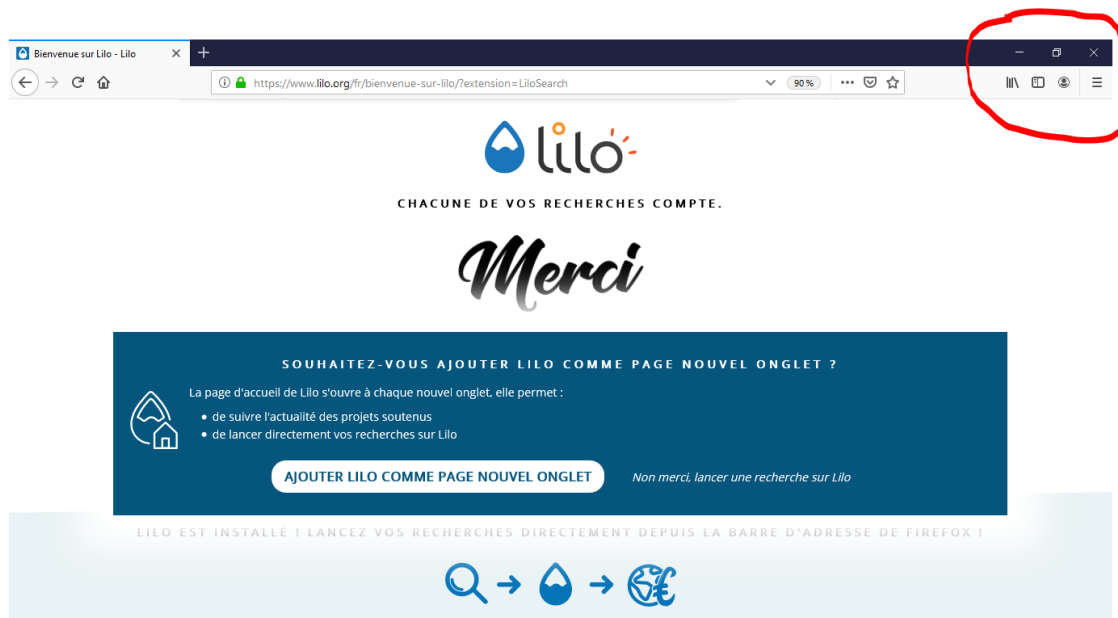 Bienvenue sur Lilo - Lilo
https://www.lilo.org/fr/bienvenue-sur-lilo/?extension=LiloSearch
90 %
lilo
CHACUNE DE VOS RECHERCHES COMPTE.
Merci
SOUHAITEZ-VOUS AJOUTER LILO COMME PAGE NOUVEL ONGLET ?
La page d'accueil de Lilo s'ouvre à chaque nouvel onglet, elle permet :
• de suivre l'actualité des projets soutenus
• de lancer directement vos recherches sur Lilo
AJOUTER LILO COMME PAGE NOUVEL ONGLET
Non merci, lancer une recherche sur Lilo
LILO EST INSTALLÉ ! LANCEZ VOS RECHERCHES DIRECTEMENT DEPUIS LA BARRE D'ADRESSE DE FIREFOX !